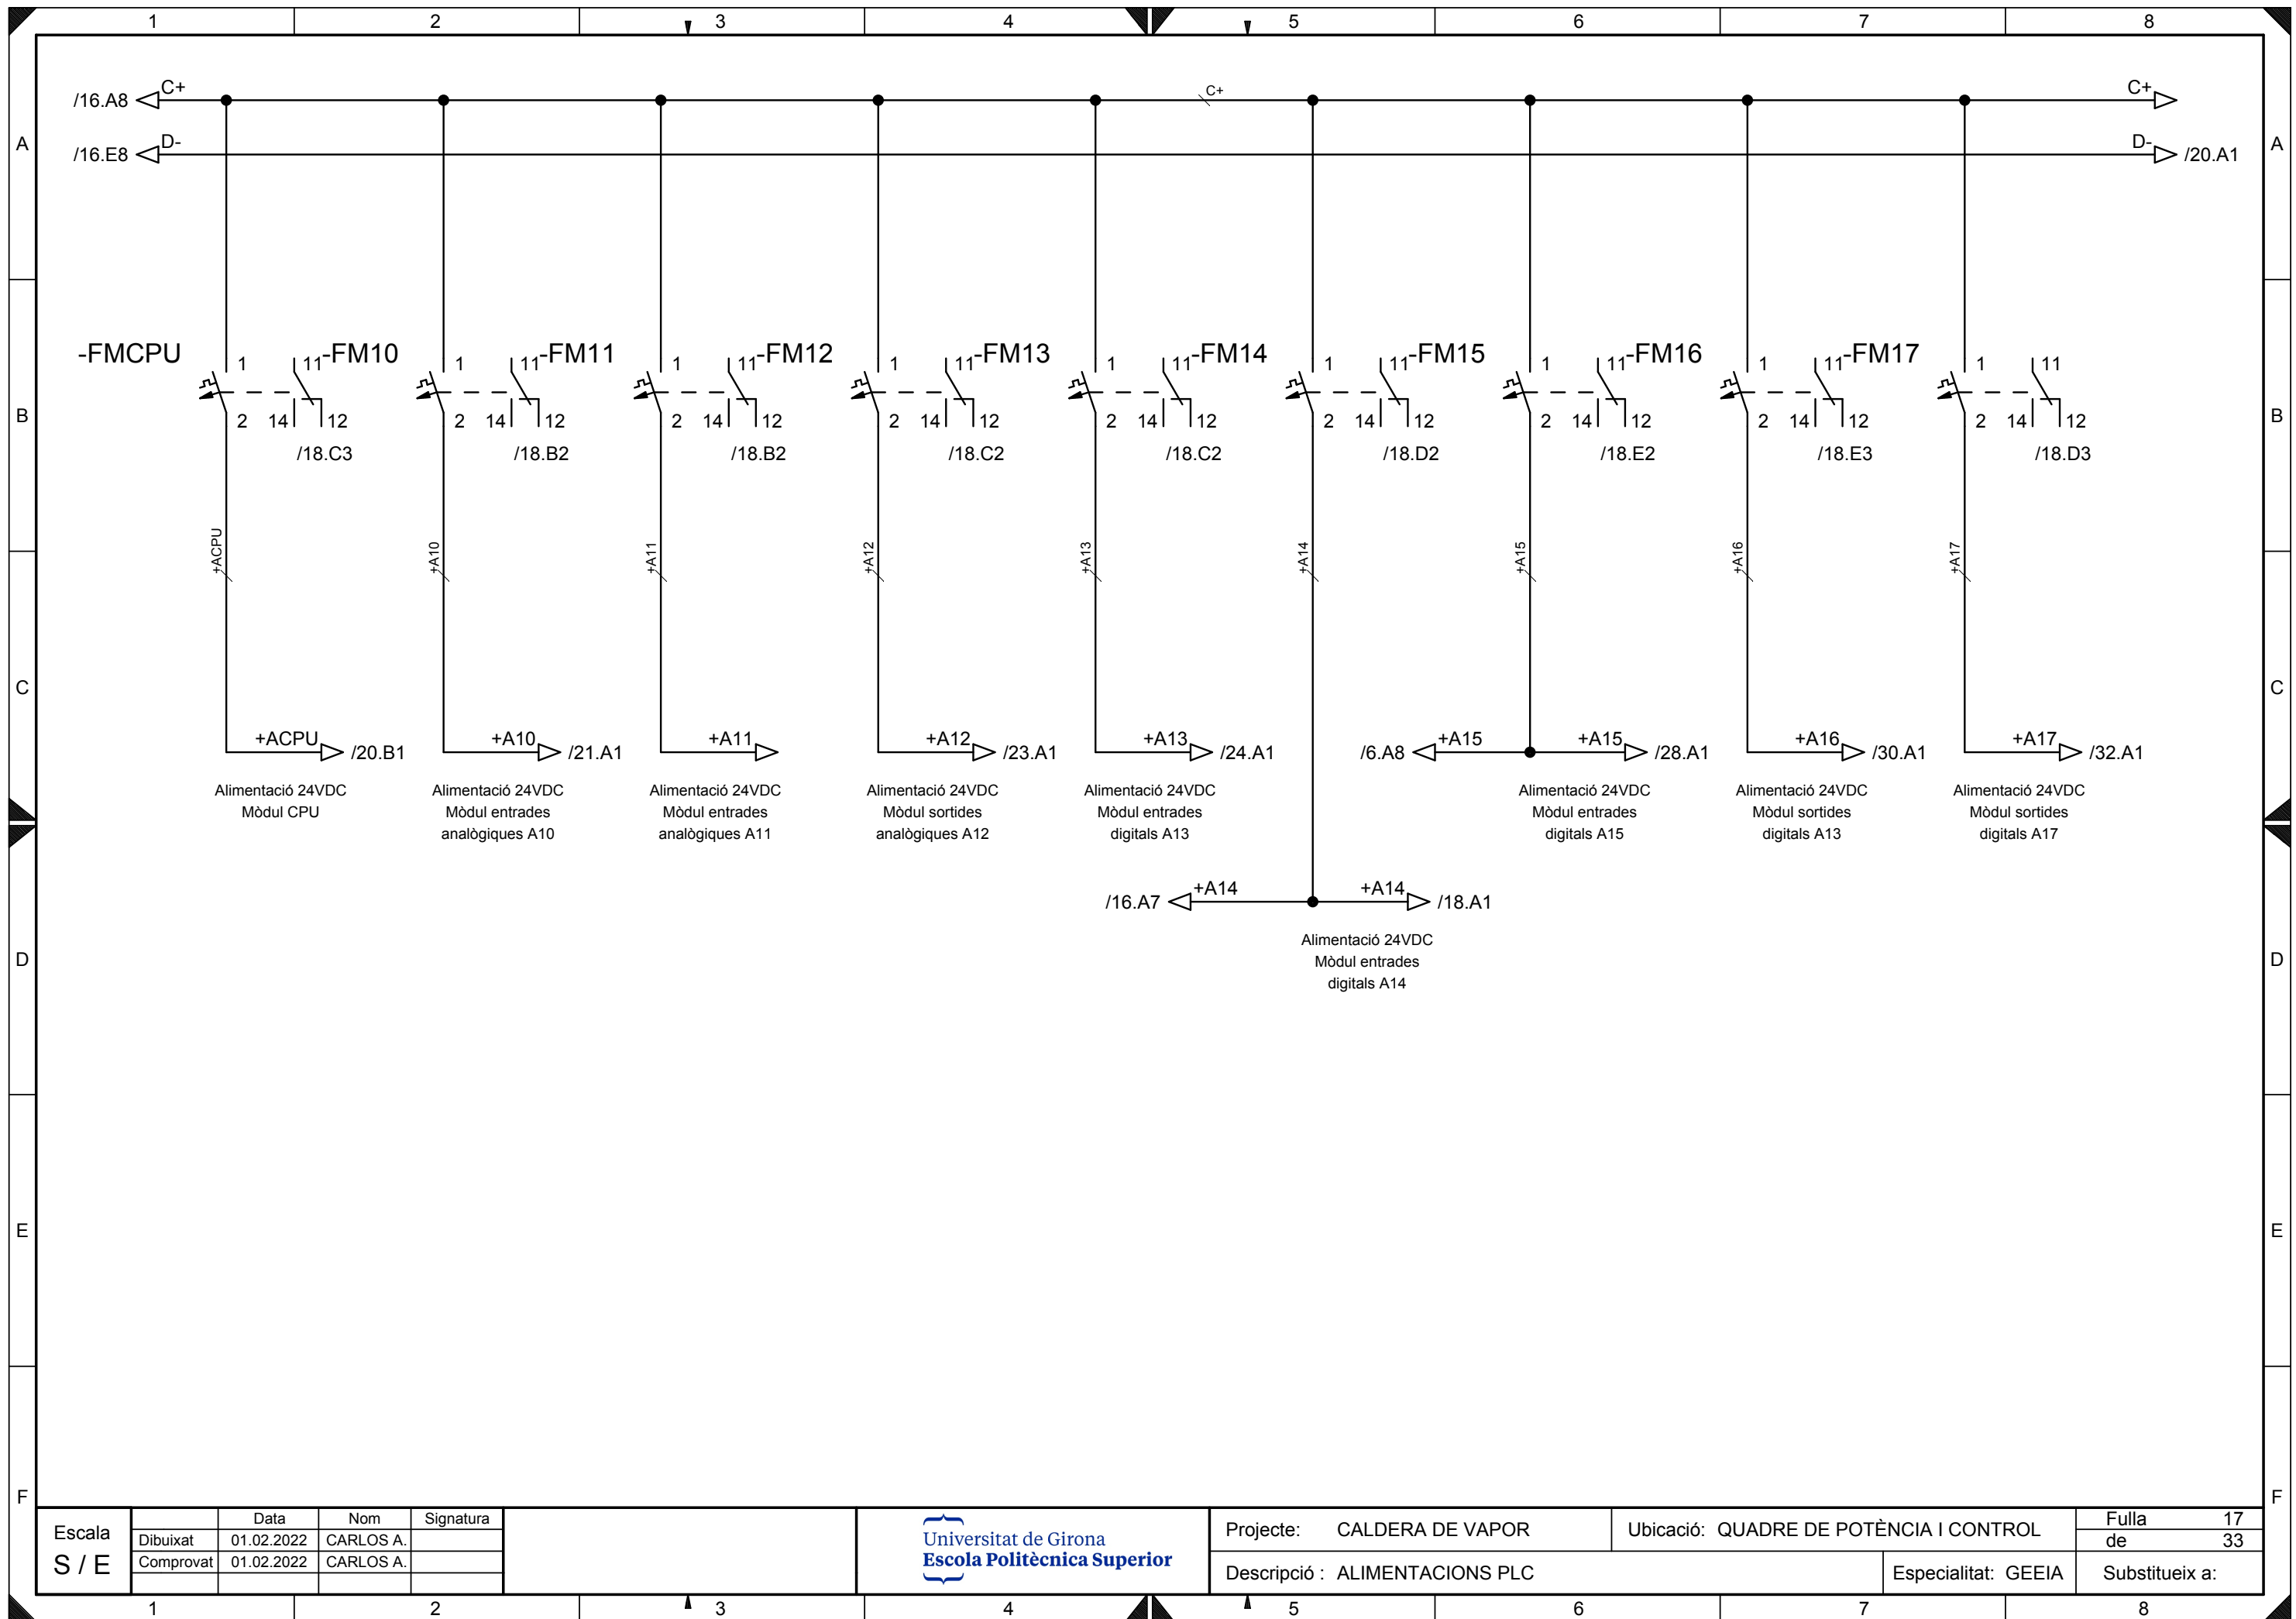 1 2 3 4 5 6 7 8
/16.A8 C+ C+ C+
A /16.E8 D- D- /20.A1 A
-FMCPU 1 11 -FM10 1 11 -FM11 1 11 -FM12 1 11 -FM13 1 11 -FM14 1 11 -FM15 1 11 -FM16 1 11 -FM17 1 11
B 2 14 12 2 14 12 2 14 12 2 14 12 2 14 12 2 14 12 2 14 12 2 14 12 2 14 12 B
/18.C3 /18.B2 /18.B2 /18.C2 /18.C2 /18.D2 /18.E2 /18.E3 /18.D3
+ACPU +A10 +A11 +A12 +A13 +A14 +A15 +A16 +A17
C C
+ACPU /20.B1 +A10 /21.A1 +A11 +A12 /23.A1 +A13 /24.A1 /6.A8 +A15 +A15 /28.A1 +A16 /30.A1 +A17 /32.A1
Alimentació 24VDC
Mòdul CPU
Alimentació 24VDC
Mòdul entrades
analògiques A10
Alimentació 24VDC
Mòdul entrades
analògiques A11
Alimentació 24VDC
Mòdul sortides
analògiques A12
Alimentació 24VDC
Mòdul entrades
digitals A13
Alimentació 24VDC
Mòdul entrades
digitals A15
Alimentació 24VDC
Mòdul sortides
digitals A13
Alimentació 24VDC
Mòdul sortides
digitals A17
/16.A7 +A14 +A14 /18.A1
Alimentació 24VDC
Mòdul entrades
digitals A14
D D
E E
F F
Escala
S / E
Data Nom Signatura
Dibuixat 01.02.2022 CARLOS A.
Comprovat 01.02.2022 CARLOS A.
Universitat de Girona
Escola Politècnica Superior
Projecte: CALDERA DE VAPOR
Ubicació: QUADRE DE POTÈNCIA I CONTROL
Fulla 17
de 33
Descripció : ALIMENTACIONS PLC
Especialitat: GEEIA
Substitueix a:
1 2 3 4 5 6 7 8